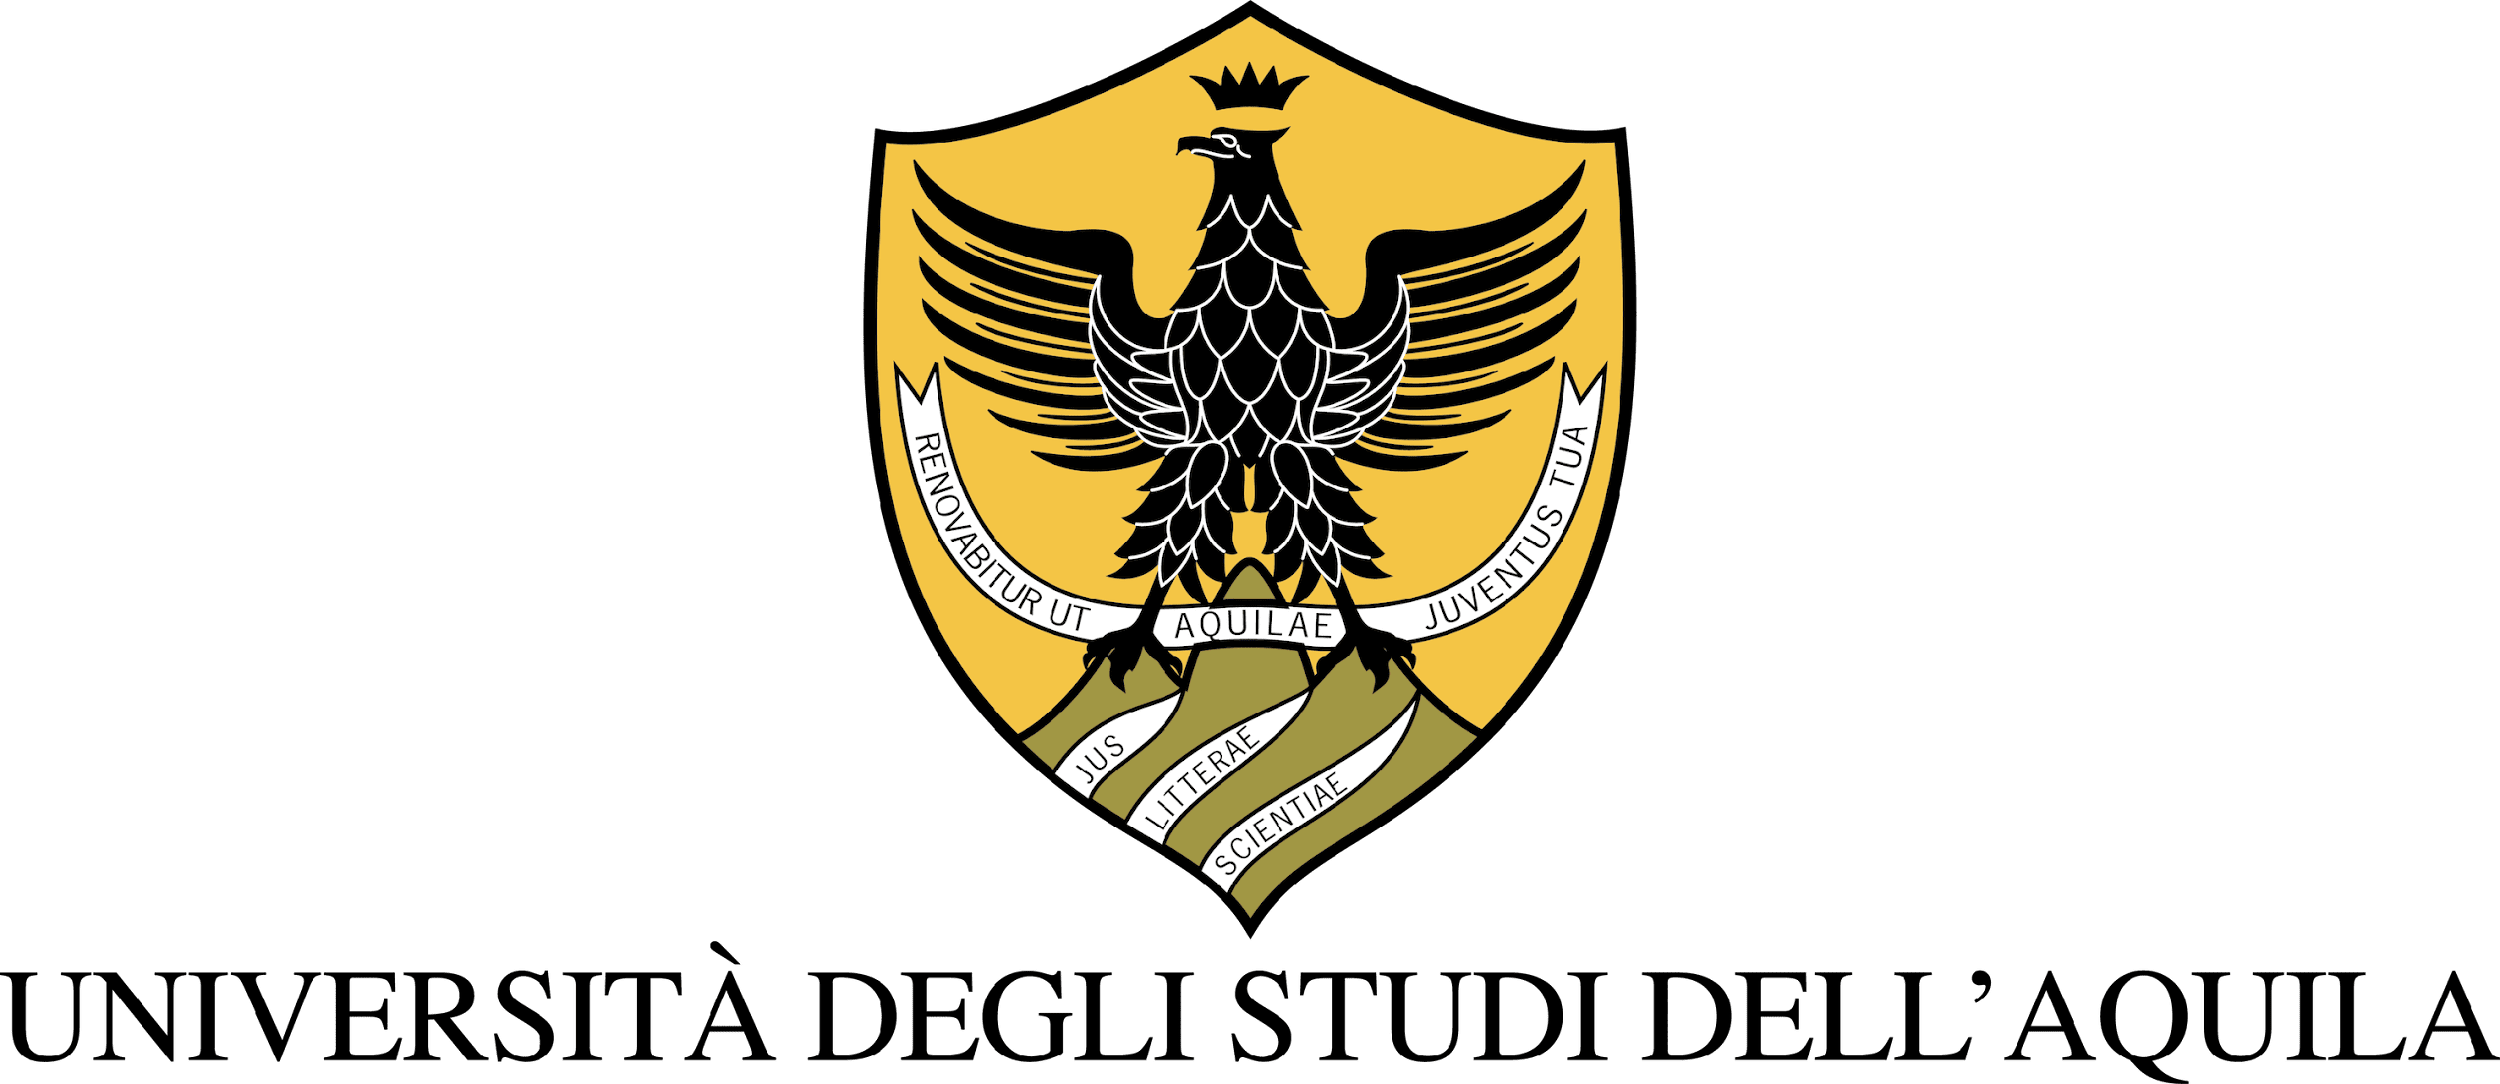 RENOVABITUR UT AQUILAE JUVENTUS TUA
JUS
LITTERAE
SCIENTIAE
UNIVERSITÀ DEGLI STUDI DELL’AQUILA